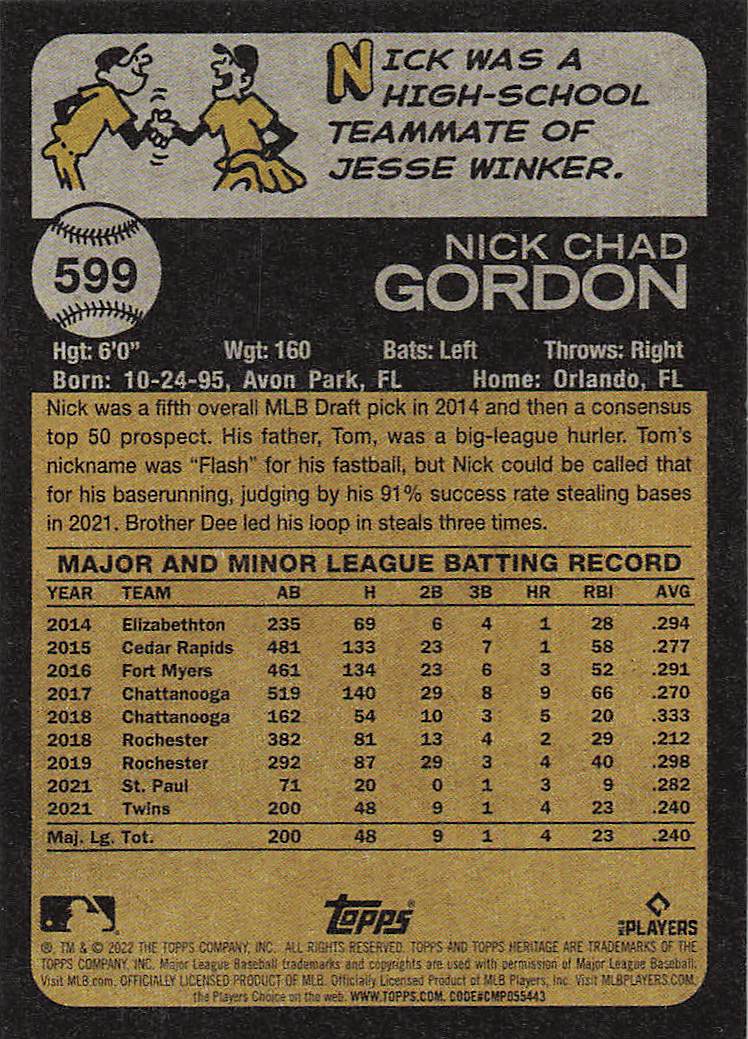 NICK WAS A
HIGH-SCHOOL
TEAMMATE OF
JESSE WINKER.
599
NICK CHAD
GORDON
Hgt: 6'0" Wgt: 160 Bats: Left Throws: Right
Born: 10-24-95, Avon Park, FL Home: Orlando, FL
Nick was a fifth overall MLB Draft pick in 2014 and then a consensus
top 50 prospect. His father, Tom, was a big-league hurler. Tom's
nickname was "Flash" for his fastball, but Nick could be called that
for his baserunning, judging by his 91% success rate stealing bases
in 2021. Brother Dee led his loop in steals three times.
MAJOR AND MINOR LEAGUE BATTING RECORD
YEAR TEAM AB H 2B 3B HR RBI AVG
2014 Elizabethton 235 69 6 4 1 28 .294
2015 Cedar Rapids 481 133 23 7 1 58 .277
2016 Fort Myers 461 134 23 6 3 52 .291
2017 Chattanooga 519 140 29 8 9 66 .270
2018 Chattanooga 162 54 10 3 5 20 .333
2018 Rochester 382 81 13 4 2 29 .212
2019 Rochester 292 87 29 3 4 40 .298
2021 St. Paul 71 20 0 1 3 9 .282
2021 Twins 200 48 9 1 4 23 .240
Maj. Lg. Tot. 200 48 9 1 4 23 .240
Topps
MLB PLAYERS
®, TM & © 2022 THE TOPPS COMPANY, INC. ALL RIGHTS RESERVED. TOPPS AND TOPPS HERITAGE ARE TRADEMARKS OF THE
TOPPS COMPANY, INC. Major League Baseball trademarks and copyrights are used with permission of Major League Baseball.
Visit MLB.com. OFFICIALLY LICENSED PRODUCT OF MLB. Officially Licensed Product of MLB Players, Inc. Visit MLBPLAYERS.COM,
the Players Choice on the web. WWW.TOPPS.COM. CODE#CMP055443